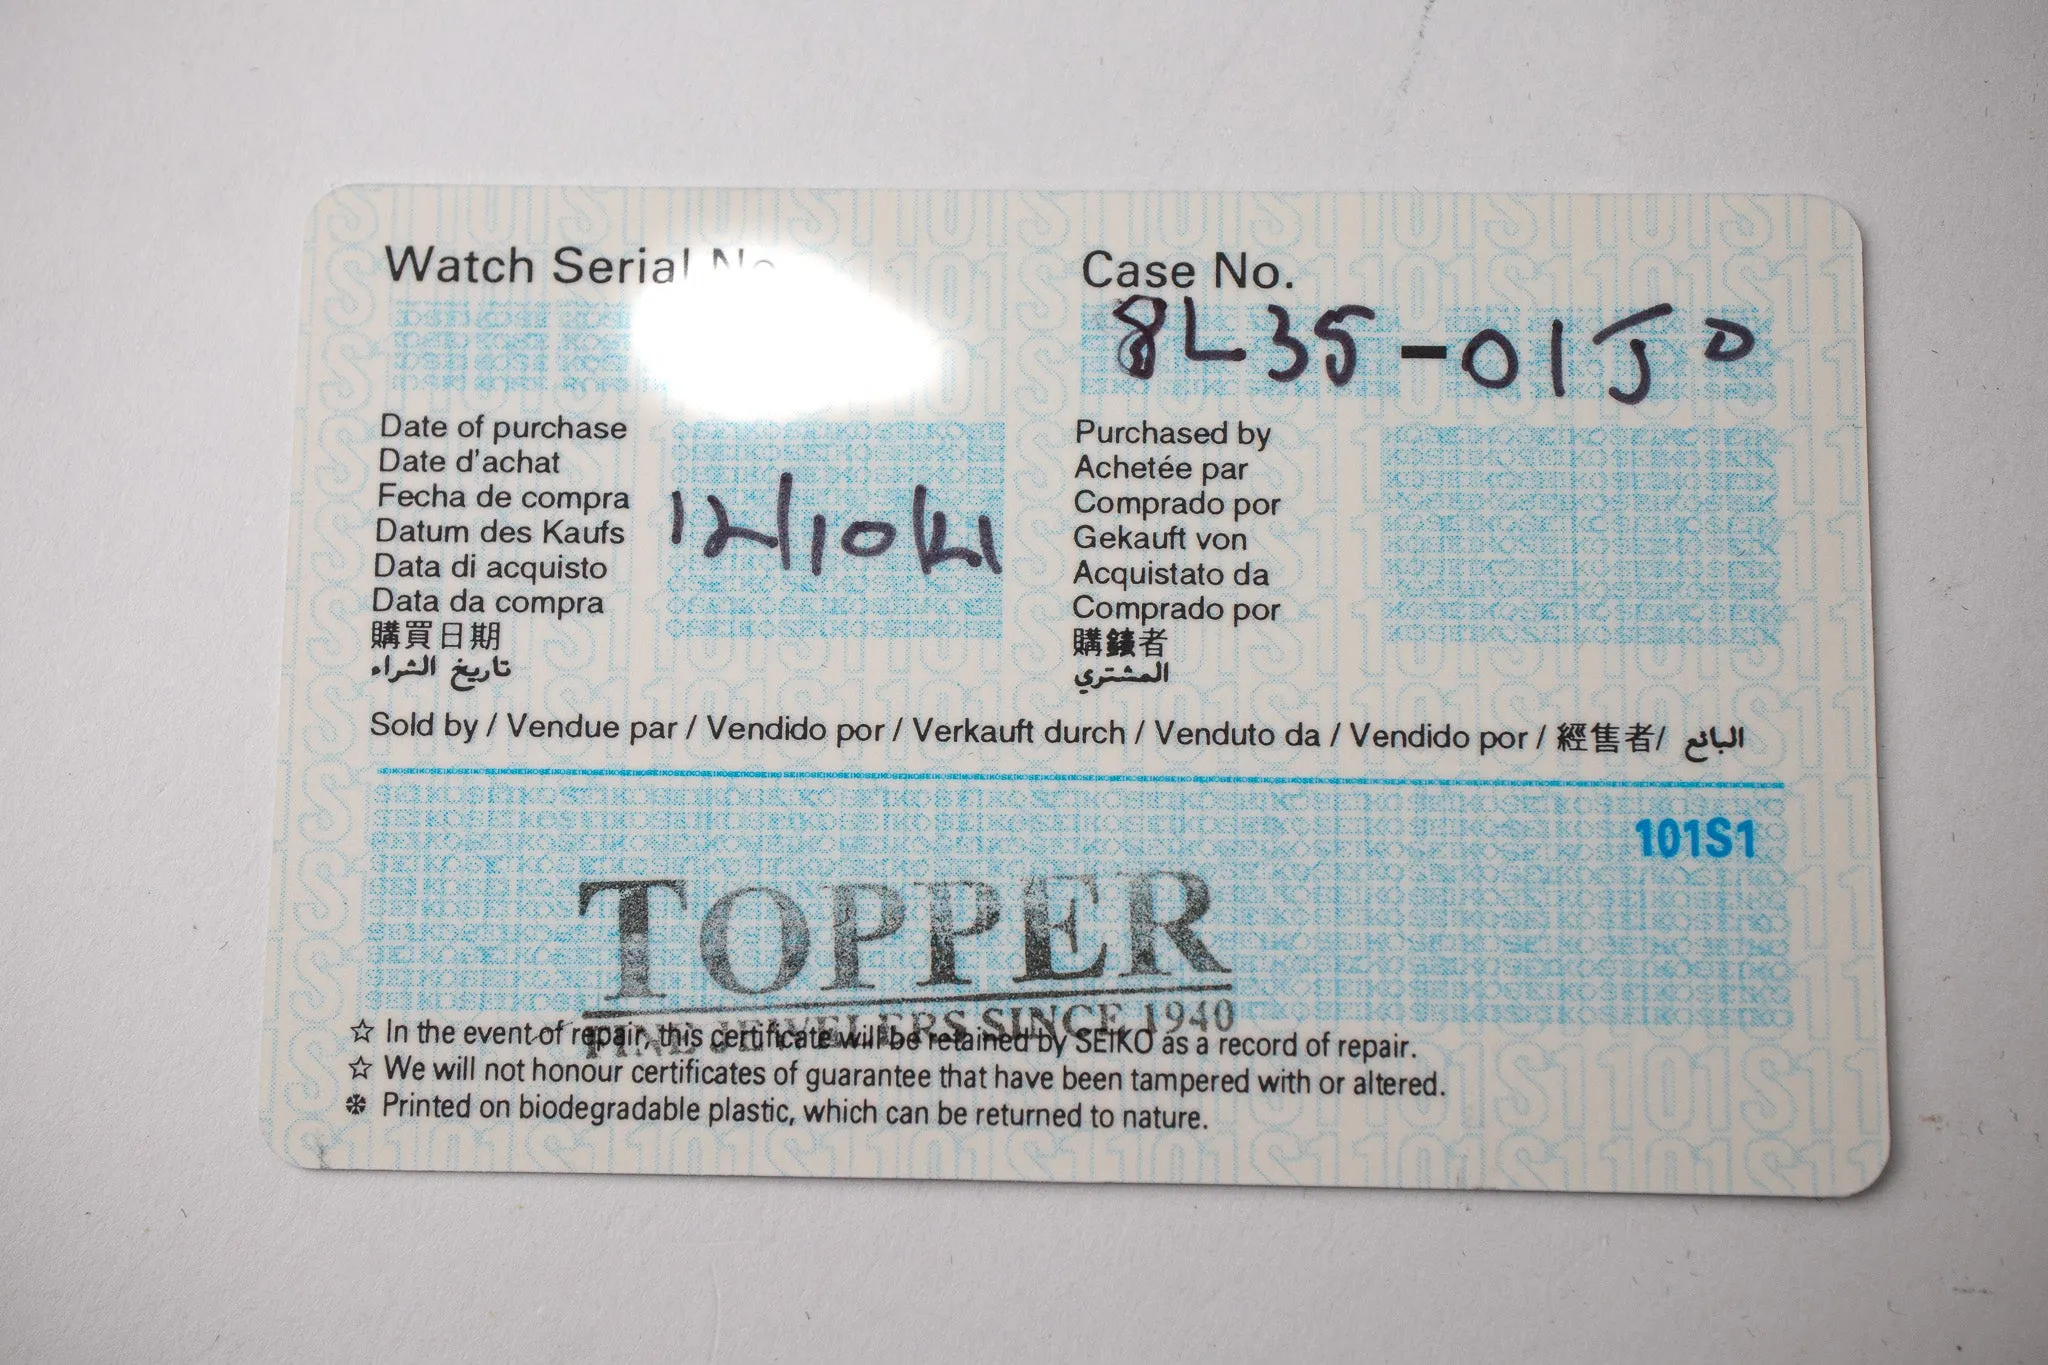 Watch Serial No
Case No.
8L35-01J0
Date of purchase
Date d'achat
Fecha de compra
Datum des Kaufs
Data di acquisto
Data da compra
購買日期
تاريخ الشراء
12/10/21
Purchased by
Achetée par
Comprado por
Gekauft von
Acquistato da
Comprado por
購 者
المشتري
Sold by / Vendue par / Vendido por / Verkauft durch / Venduto da / Vendido por / 經售者/ البائع
101S1
TOPPER
FINE JEWELERS SINCE 1940
☆ In the event of repair, this certificate will be retained by SEIKO as a record of repair.
☆ We will not honour certificates of guarantee that have been tampered with or altered.
❄ Printed on biodegradable plastic, which can be returned to nature.